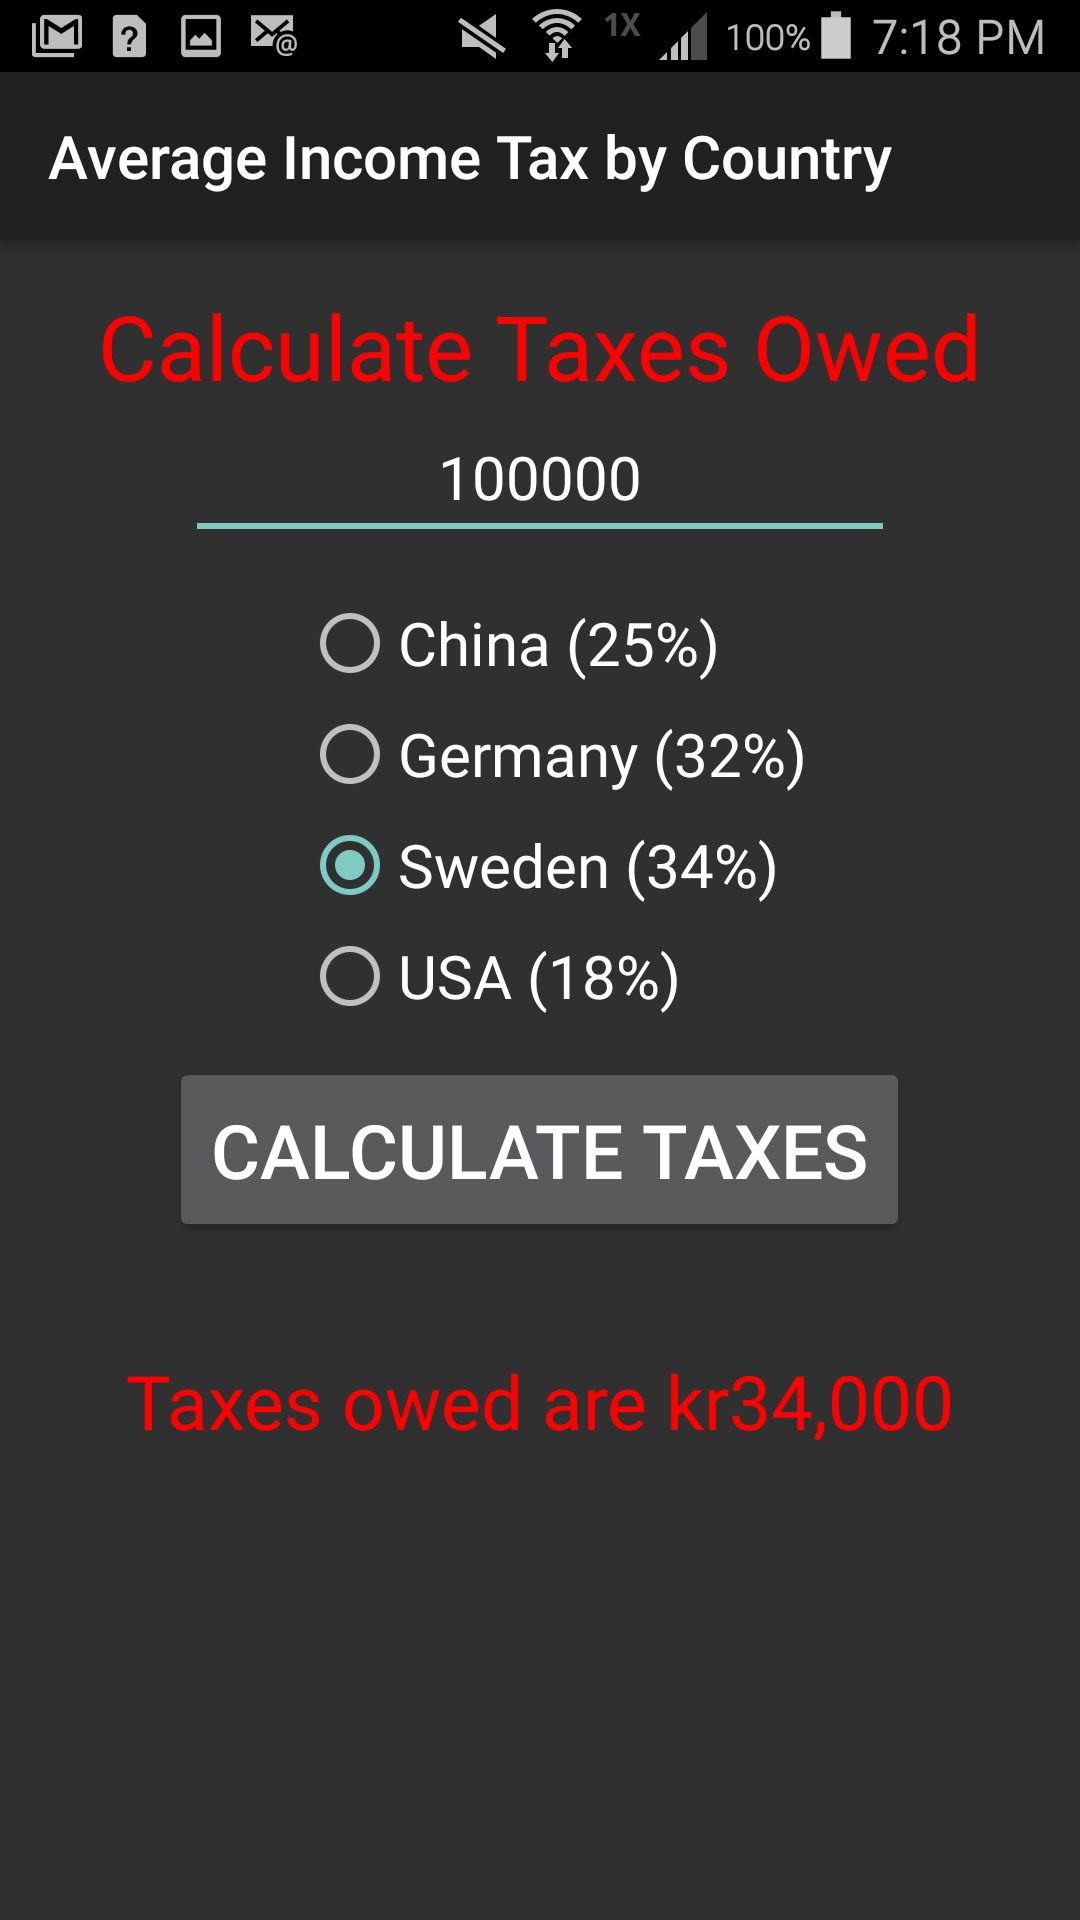 1X 100% 7:18 PM
Average Income Tax by Country
Calculate Taxes Owed
100000
China (25%)
Germany (32%)
Sweden (34%)
USA (18%)
CALCULATE TAXES
Taxes owed are kr34,000